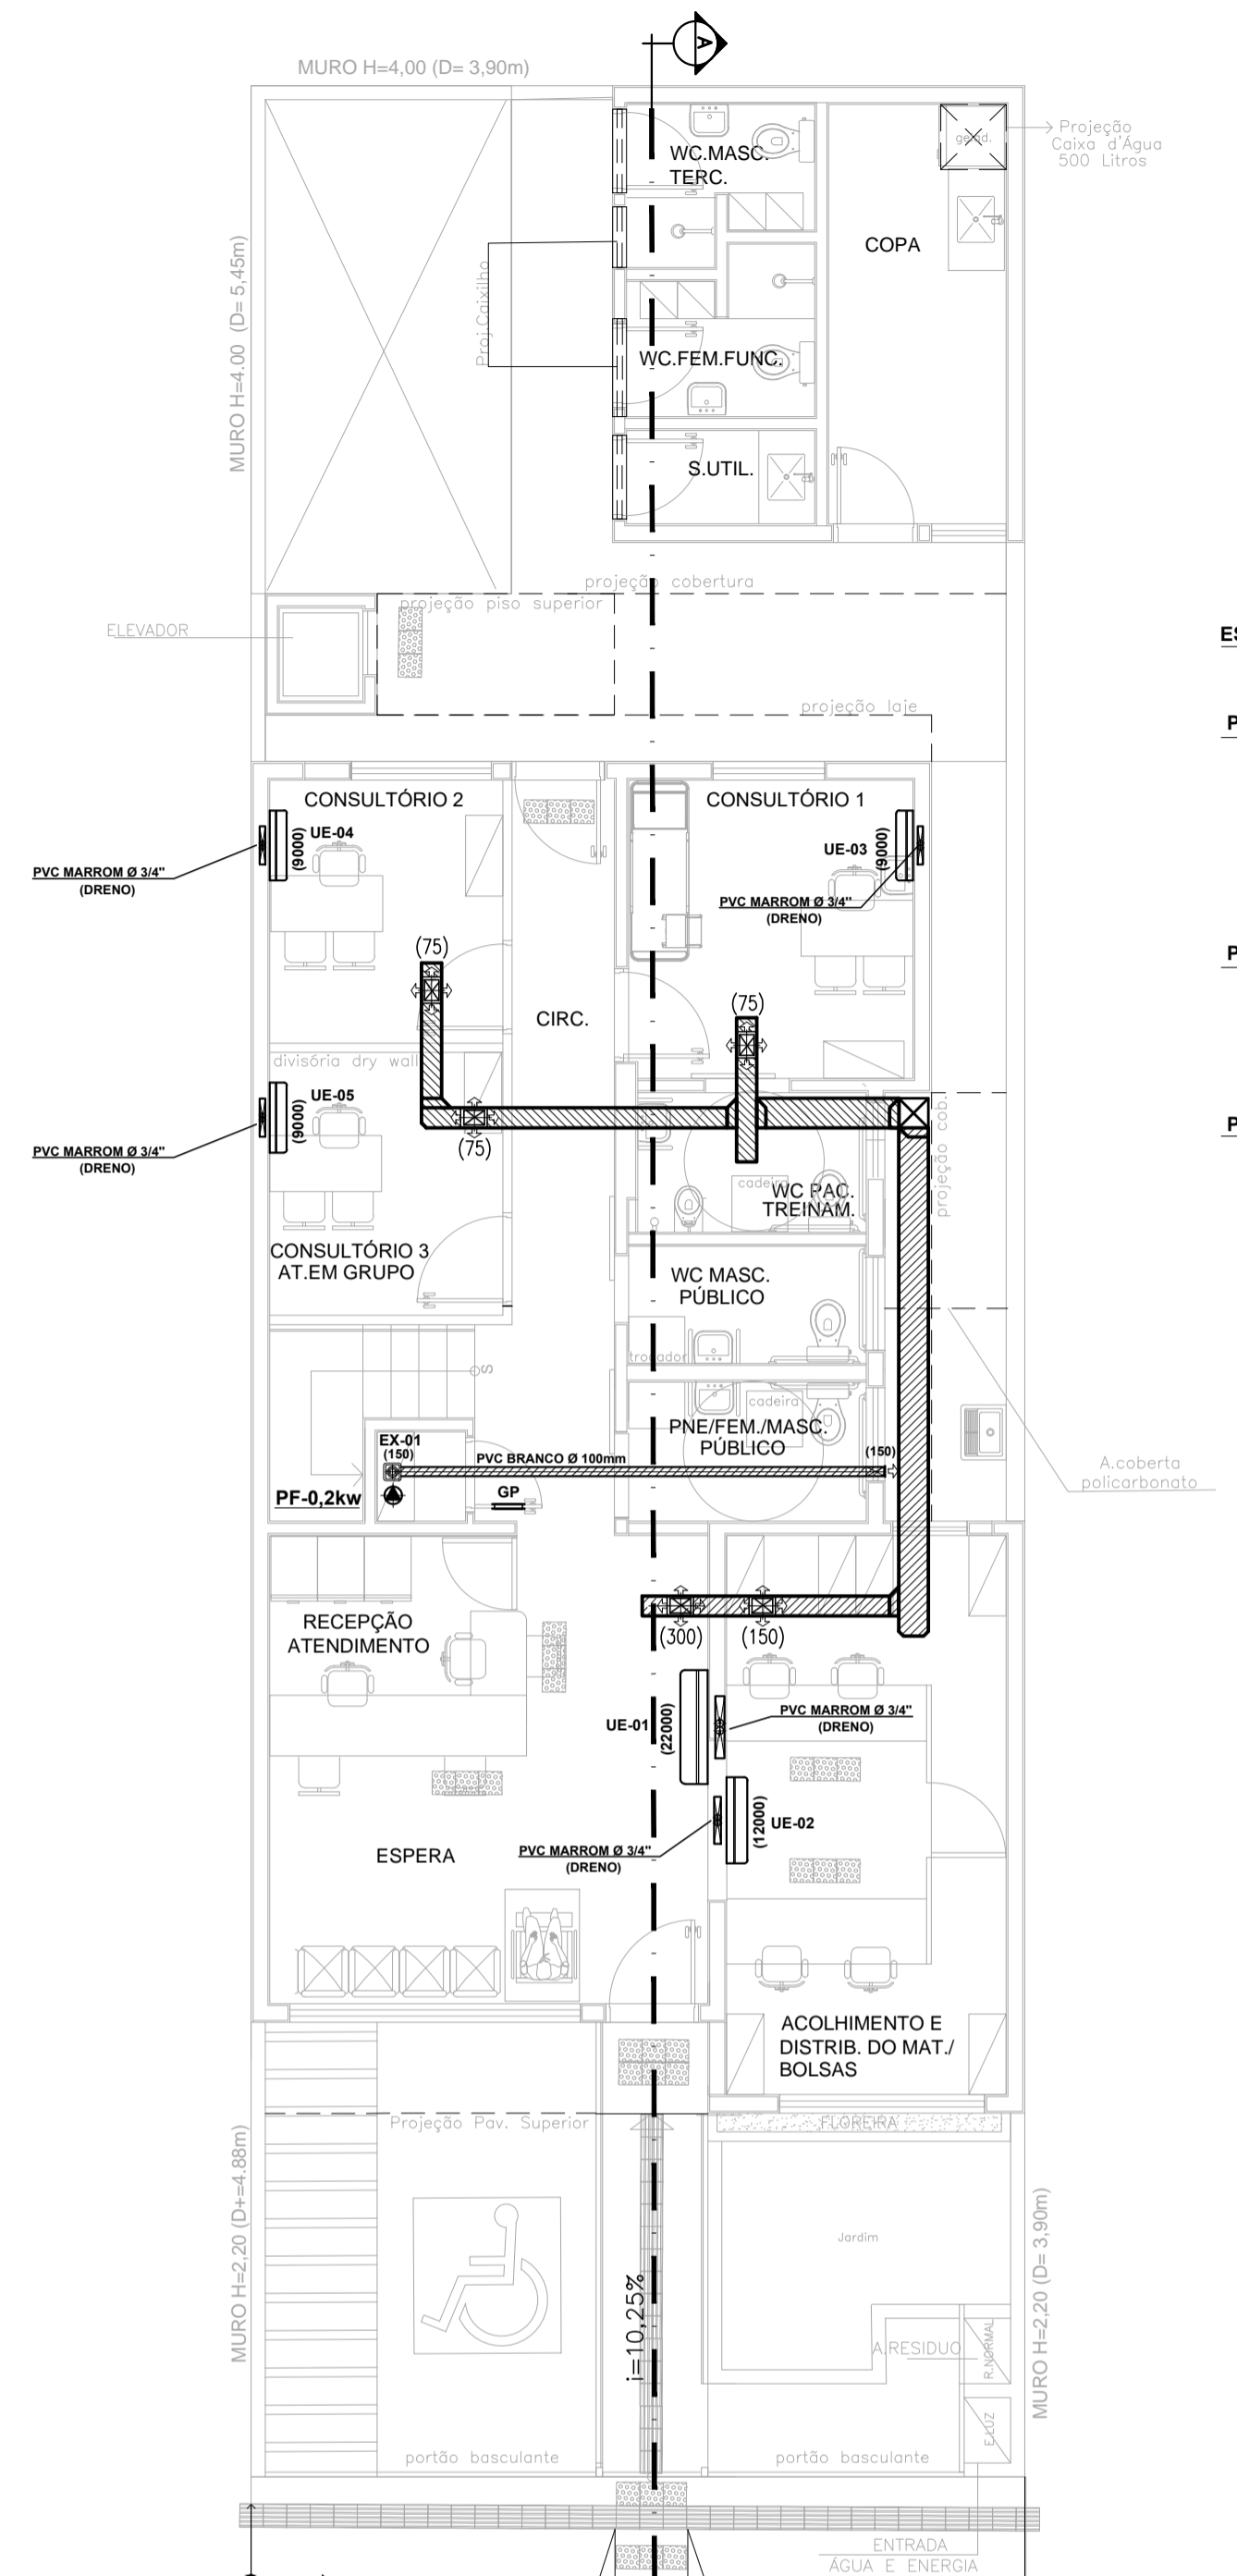 A
MURO H=4,00 (D= 3,90m)
Projeção
Caixa d'Água
500 Litros
gelad.
WC.MASC.
TERC.
COPA
MURO H=4.00 (D= 5,45m)
Proj.Caixilho
WC.FEM.FUNC.
S.UTIL.
projeção cobertura
projeção piso superior
ELEVADOR
ES
projeção laje
P
CONSULTÓRIO 2
CONSULTÓRIO 1
UE-04
(9000)
UE-03
(9000)
PVC MARROM Ø 3/4"
(DRENO)
PVC MARROM Ø 3/4"
(DRENO)
(75)
P
(75)
CIRC.
divisória dry wall
UE-05
(9000)
PVC MARROM Ø 3/4"
(DRENO)
(75)
P
projeção cob.
cadeira
WC PAC.
TREINAM.
CONSULTÓRIO 3
AT.EM GRUPO
WC MASC.
PÚBLICO
trocador
S
cadeira
PNE/FEM./MASC.
PÚBLICO
EX-01
(150)
PVC BRANCO Ø 100mm
(150)
A.coberta
policarbonato
PF-0,2kw
GP
RECEPÇÃO
ATENDIMENTO
(300)
(150)
UE-01
(22000)
PVC MARROM Ø 3/4"
(DRENO)
UE-02
(12000)
PVC MARROM Ø 3/4"
(DRENO)
ESPERA
ACOLHIMENTO E
DISTRIB. DO MAT./
BOLSAS
Projeção Pav. Superior
FLOREIRA
MURO H=2,20 (D+=4.88m)
Jardim
MURO H=2,20 (D= 3,90m)
i=10,25%
A.RESIDUO
R.NORMAL
E.LUZ
portão basculante
portão basculante
ENTRADA
ÁGUA E ENERGIA